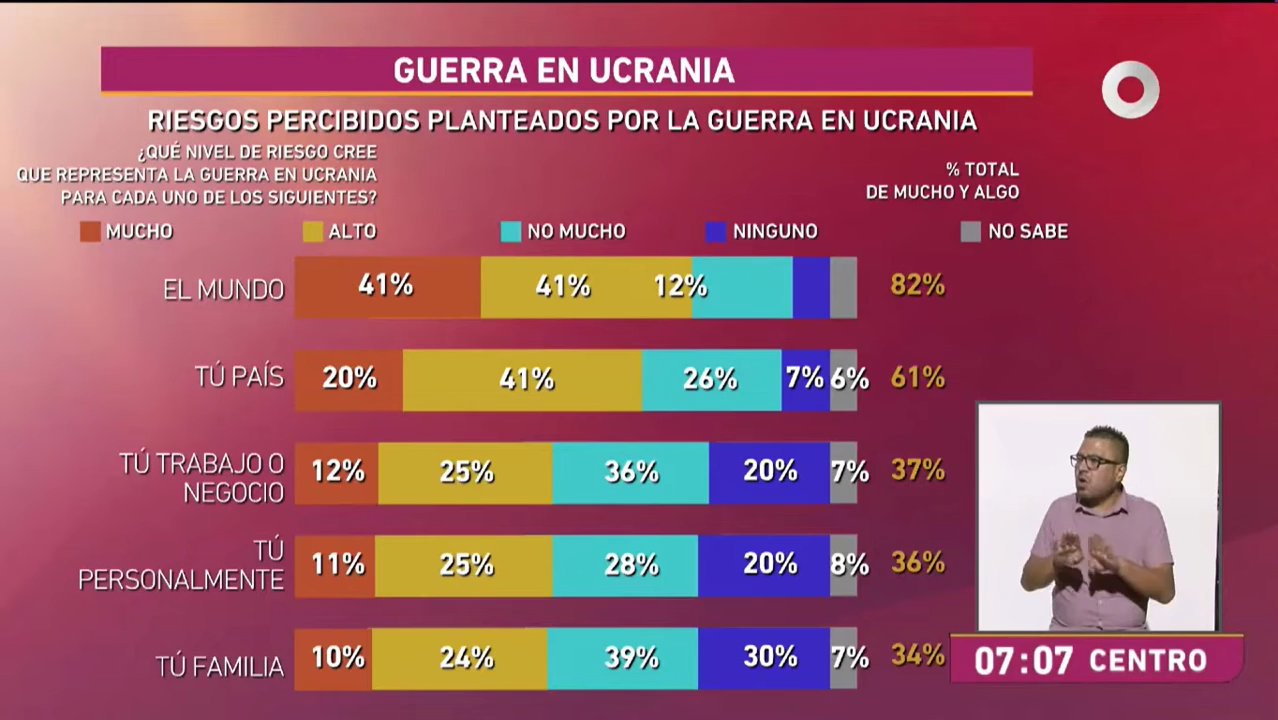 GUERRA EN UCRANIA
RIESGOS PERCIBIDOS PLANTEADOS POR LA GUERRA EN UCRANIA
¿QUÉ NIVEL DE RIESGO CREE
QUE REPRESENTA LA GUERRA EN UCRANIA
PARA CADA UNO DE LOS SIGUIENTES?
% TOTAL
DE MUCHO Y ALGO
MUCHO ALTO NO MUCHO NINGUNO NO SABE
EL MUNDO 41% 41% 12% 82%
TÚ PAÍS 20% 41% 26% 7% 6% 61%
TÚ TRABAJO O
NEGOCIO 12% 25% 36% 20% 7% 37%
TÚ
PERSONALMENTE 11% 25% 28% 20% 8% 36%
TÚ FAMILIA 10% 24% 39% 30% 7% 34%
07:07 CENTRO